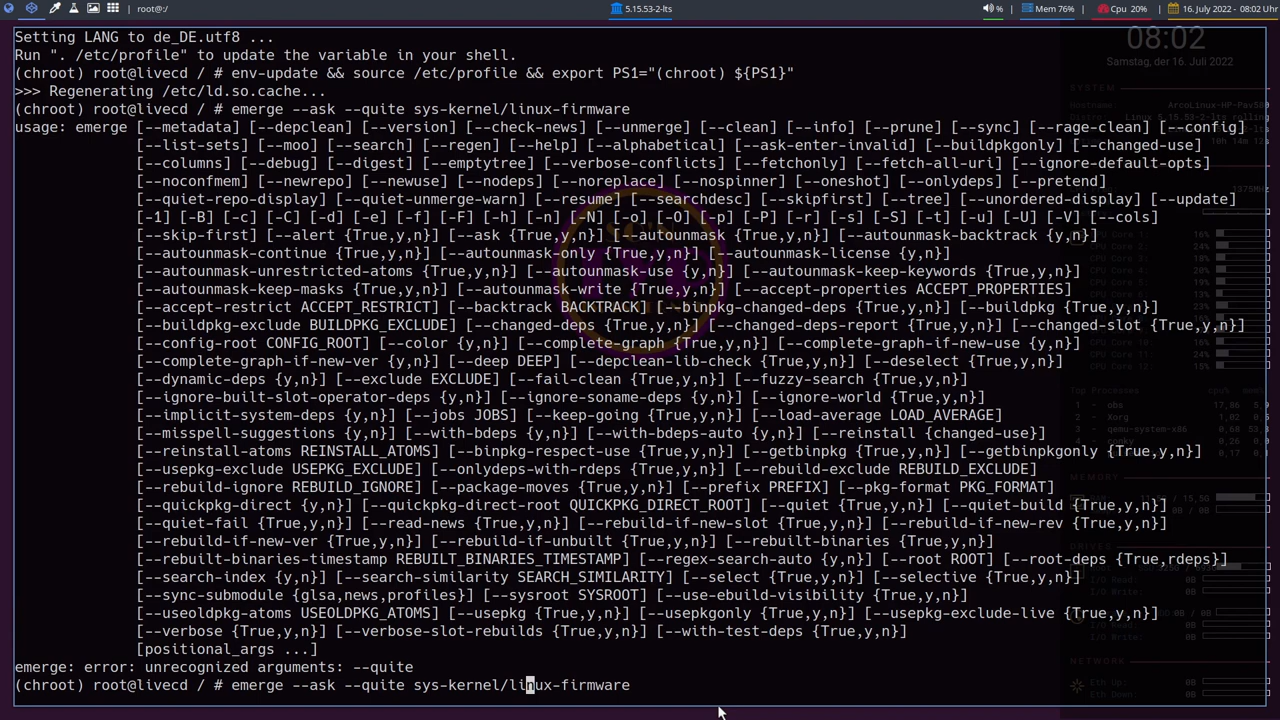 root@:/
5.15.53-2-lts
% Mem 76% Cpu 20% 16. July 2022 - 08:02 Uhr
Setting LANG to de_DE.utf8 ...
Run ". /etc/profile" to update the variable in your shell.
(chroot) root@livecd / # env-update && source /etc/profile && export PS1="(chroot) ${PS1}"
>>> Regenerating /etc/ld.so.cache...
(chroot) root@livecd / # emerge --ask --quite sys-kernel/linux-firmware
usage: emerge [--metadata] [--depclean] [--version] [--check-news] [--unmerge] [--clean] [--info] [--prune] [--sync] [--rage-clean] [--config]
[--list-sets] [--moo] [--search] [--regen] [--help] [--alphabetical] [--ask-enter-invalid] [--buildpkgonly] [--changed-use]
[--columns] [--debug] [--digest] [--emptytree] [--verbose-conflicts] [--fetchonly] [--fetch-all-uri] [--ignore-default-opts]
[--noconfmem] [--newrepo] [--newuse] [--nodeps] [--noreplace] [--nospinner] [--oneshot] [--onlydeps] [--pretend]
[--quiet-repo-display] [--quiet-unmerge-warn] [--resume] [--searchdesc] [--skipfirst] [--tree] [--unordered-display] [--update]
[-1] [-B] [-c] [-C] [-d] [-e] [-f] [-F] [-h] [-n] [-N] [-o] [-O] [-p] [-P] [-r] [-s] [-S] [-t] [-u] [-U] [-V] [--cols]
[--skip-first] [--alert {True,y,n}] [--ask {True,y,n}] [--autounmask {True,y,n}] [--autounmask-backtrack {y,n}]
[--autounmask-continue {True,y,n}] [--autounmask-only {True,y,n}] [--autounmask-license {y,n}]
[--autounmask-unrestricted-atoms {True,y,n}] [--autounmask-use {y,n}] [--autounmask-keep-keywords {True,y,n}]
[--autounmask-keep-masks {True,y,n}] [--autounmask-write {True,y,n}] [--accept-properties ACCEPT_PROPERTIES]
[--accept-restrict ACCEPT_RESTRICT] [--backtrack BACKTRACK] [--binpkg-changed-deps {True,y,n}] [--buildpkg {True,y,n}]
[--buildpkg-exclude BUILDPKG_EXCLUDE] [--changed-deps {True,y,n}] [--changed-deps-report {True,y,n}] [--changed-slot {True,y,n}]
[--config-root CONFIG_ROOT] [--color {y,n}] [--complete-graph {True,y,n}] [--complete-graph-if-new-use {y,n}]
[--complete-graph-if-new-ver {y,n}] [--deep DEEP] [--depclean-lib-check {True,y,n}] [--deselect {True,y,n}]
[--dynamic-deps {y,n}] [--exclude EXCLUDE] [--fail-clean {True,y,n}] [--fuzzy-search {True,y,n}]
[--ignore-built-slot-operator-deps {y,n}] [--ignore-soname-deps {y,n}] [--ignore-world {True,y,n}]
[--implicit-system-deps {y,n}] [--jobs JOBS] [--keep-going {True,y,n}] [--load-average LOAD_AVERAGE]
[--misspell-suggestions {y,n}] [--with-bdeps {y,n}] [--with-bdeps-auto {y,n}] [--reinstall {changed-use}]
[--reinstall-atoms REINSTALL_ATOMS] [--binpkg-respect-use {True,y,n}] [--getbinpkg {True,y,n}] [--getbinpkgonly {True,y,n}]
[--usepkg-exclude USEPKG_EXCLUDE] [--onlydeps-with-rdeps {True,y,n}] [--rebuild-exclude REBUILD_EXCLUDE]
[--rebuild-ignore REBUILD_IGNORE] [--package-moves {True,y,n}] [--prefix PREFIX] [--pkg-format PKG_FORMAT]
[--quickpkg-direct {True,y,n}] [--quickpkg-direct-root QUICKPKG_DIRECT_ROOT] [--quiet {True,y,n}] [--quiet-build {True,y,n}]
[--quiet-fail {True,y,n}] [--read-news {True,y,n}] [--rebuild-if-new-slot {True,y,n}] [--rebuild-if-new-rev {True,y,n}]
[--rebuild-if-new-ver {True,y,n}] [--rebuild-if-unbuilt {True,y,n}] [--rebuilt-binaries {True,y,n}]
[--rebuilt-binaries-timestamp REBUILT_BINARIES_TIMESTAMP] [--regex-search-auto {y,n}] [--root ROOT] [--root-deps {True,rdeps}]
[--search-index {y,n}] [--search-similarity SEARCH_SIMILARITY] [--select {True,y,n}] [--selective {True,y,n}]
[--sync-submodule {glsa,news,profiles}] [--sysroot SYSROOT] [--use-ebuild-visibility {True,y,n}]
[--useoldpkg-atoms USEOLDPKG_ATOMS] [--usepkg {True,y,n}] [--usepkgonly {True,y,n}] [--usepkg-exclude-live {True,y,n}]
[--verbose {True,y,n}] [--verbose-slot-rebuilds {True,y,n}] [--with-test-deps {True,y,n}]
[positional_args ...]
emerge: error: unrecognized arguments: --quite
(chroot) root@livecd / # emerge --ask --quite sys-kernel/linux-firmware
08:02
Samstag, der 16. Juli 2022
SYSTEM
MEMORY
NETWORK